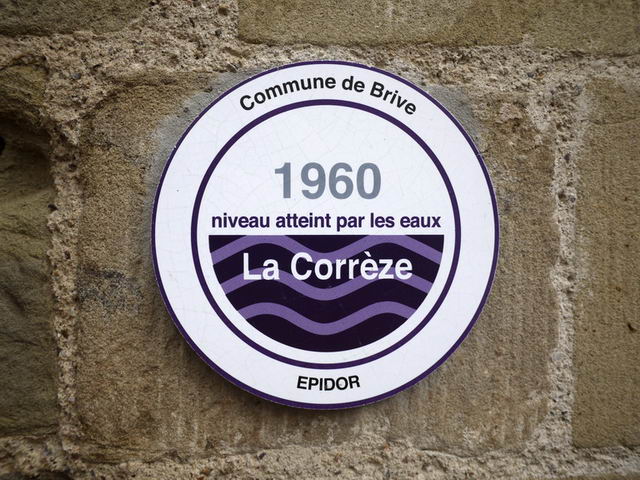 Commune de Brive
1960
niveau atteint par les eaux
La Corrèze
EPIDOR